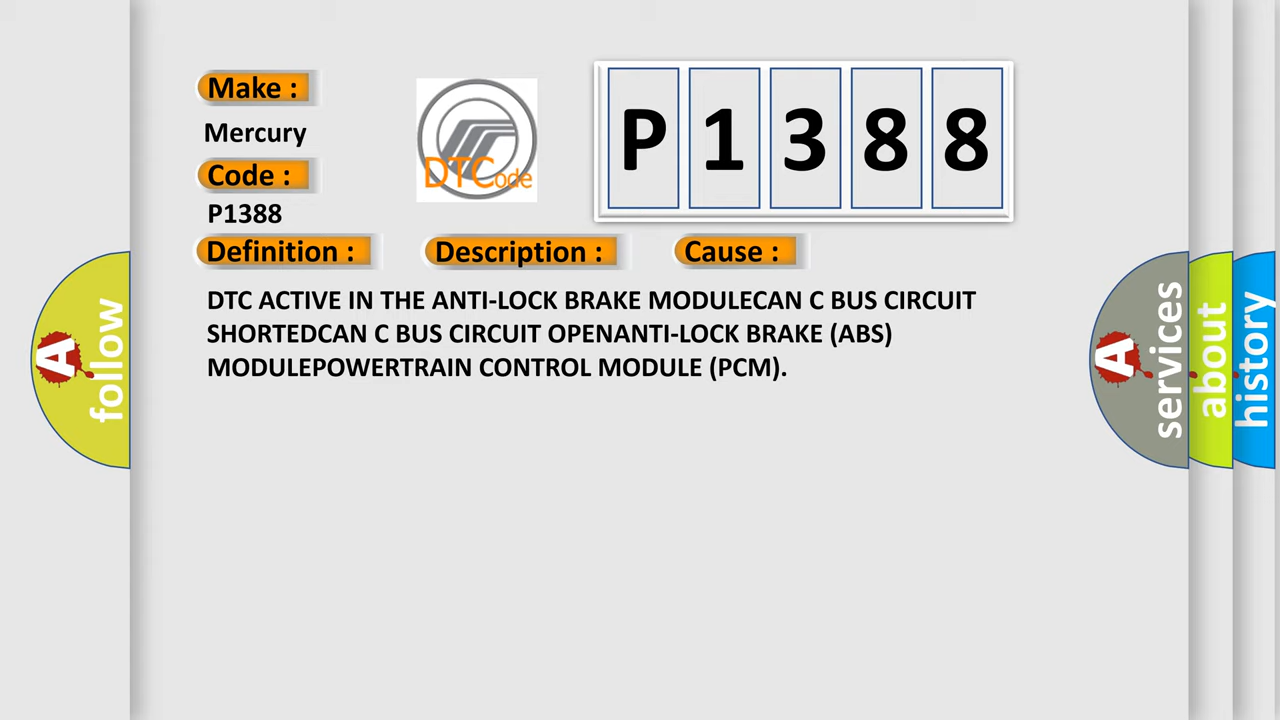 Make :
Mercury
Code :
P1388
DTCode
P 1 3 8 8
Definition :
Description :
Cause :
DTC ACTIVE IN THE ANTI-LOCK BRAKE MODULECAN C BUS CIRCUIT
SHORTEDCAN C BUS CIRCUIT OPENANTI-LOCK BRAKE (ABS)
MODULEPOWERTRAIN CONTROL MODULE (PCM).
A
follow
A
services
about
history